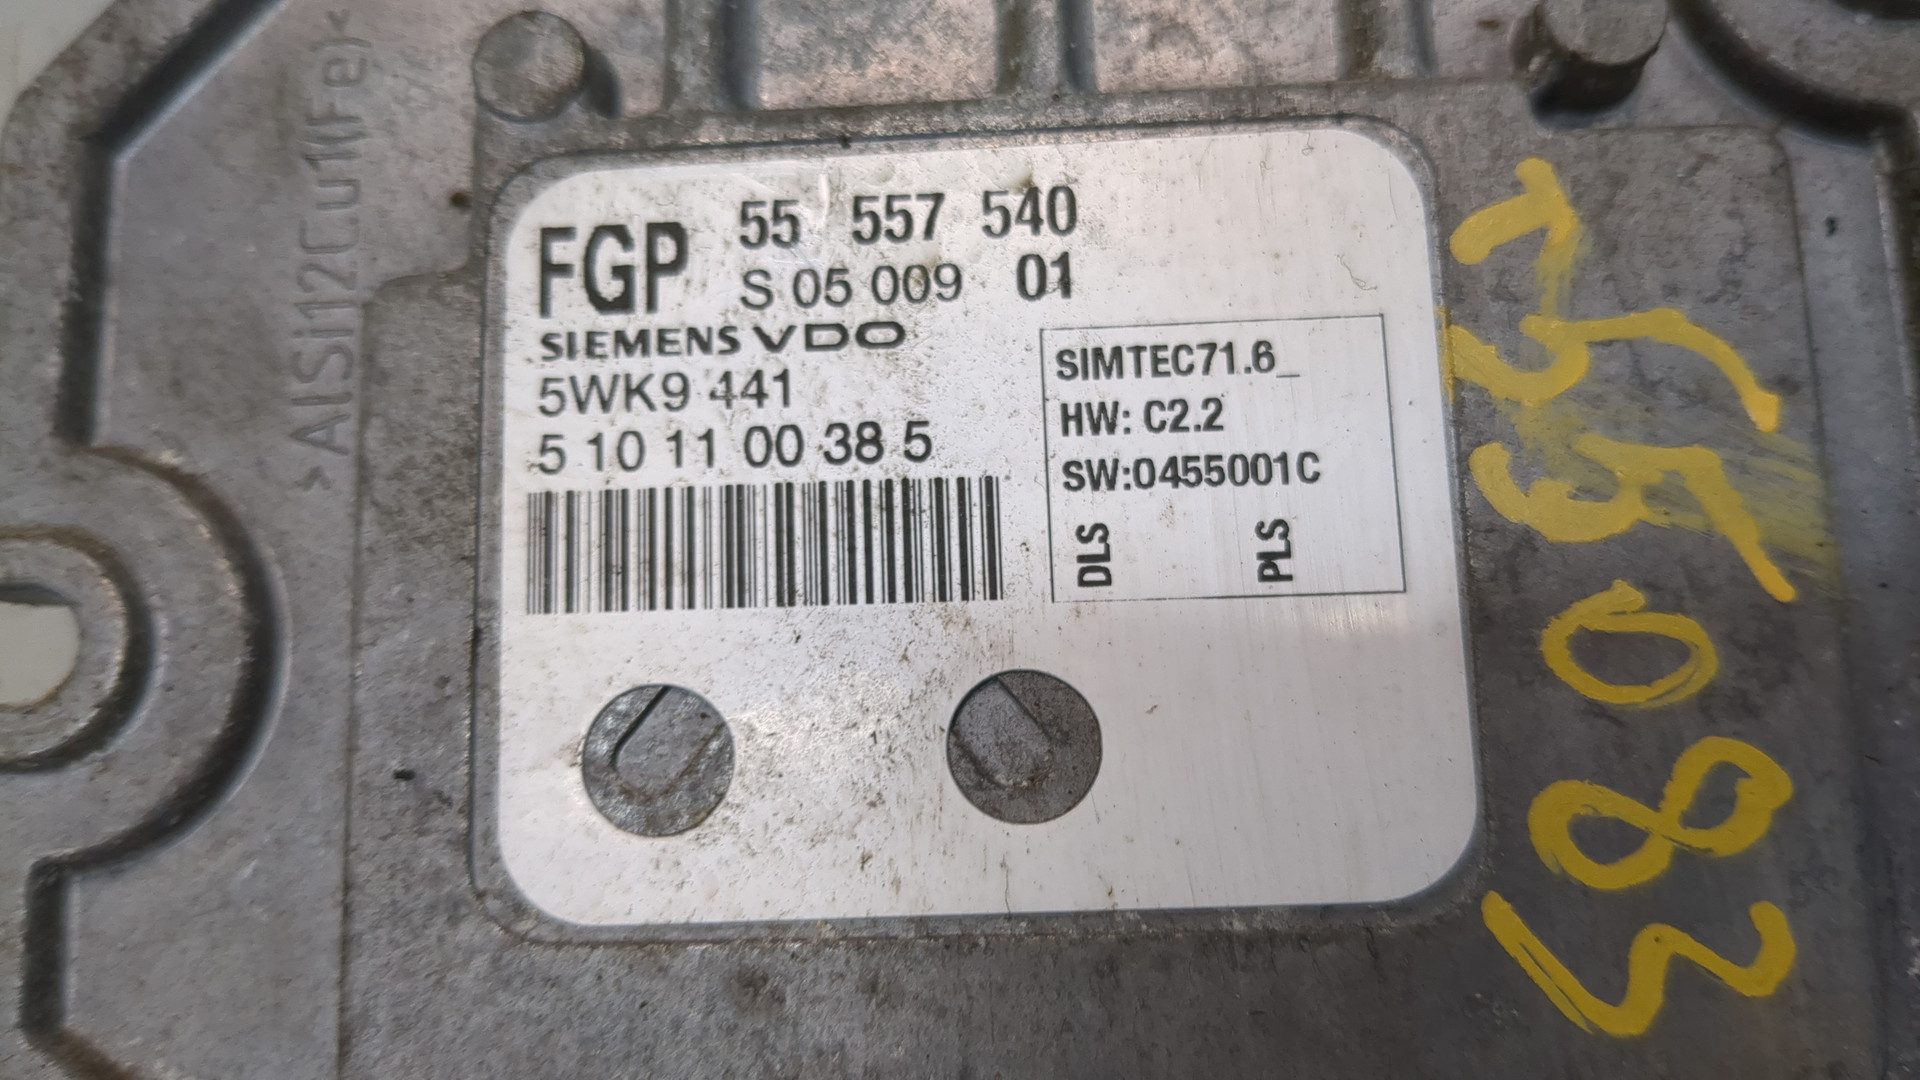 >AlSi12Cu1(Fe)<
FGP 55 557 540
S 05 009 01
SIEMENS VDO
5WK9 441
5 10 11 00 38 5
SIMTEC71.6_
HW: C2.2
SW:0455001C
DLS PLS
55083